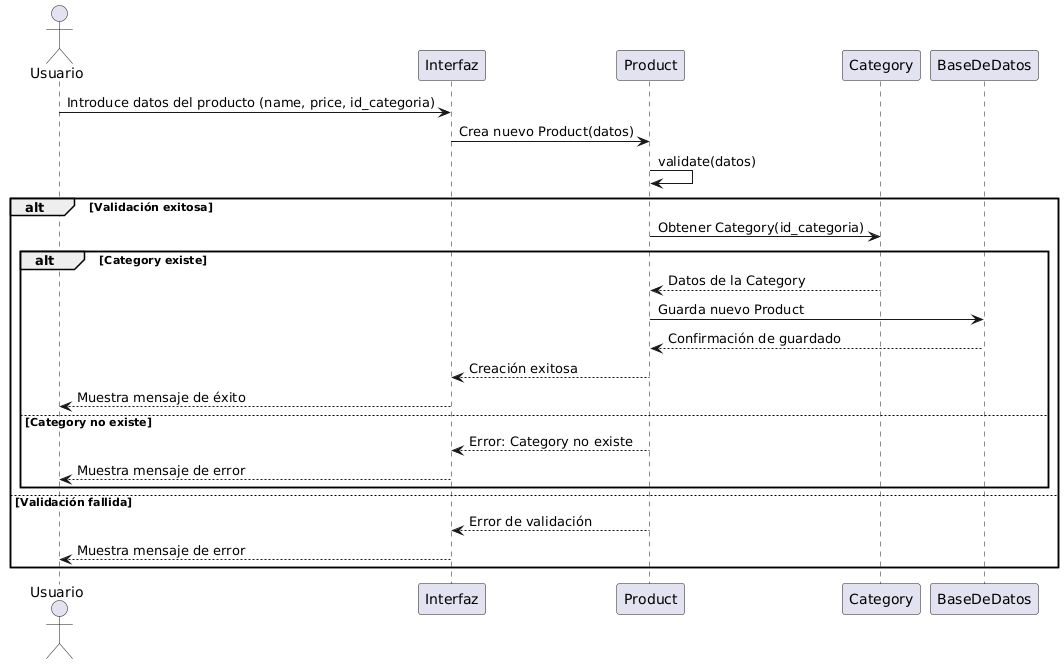 Usuario
Interfaz
Product
Category
BaseDeDatos
Introduce datos del producto (name, price, id_categoria)
Crea nuevo Product(datos)
validate(datos)
alt [Validación exitosa]
Obtener Category(id_categoria)
alt [Category existe]
Datos de la Category
Guarda nuevo Product
Confirmación de guardado
Creación exitosa
Muestra mensaje de éxito
[Category no existe]
Error: Category no existe
Muestra mensaje de error
[Validación fallida]
Error de validación
Muestra mensaje de error
Usuario
Interfaz
Product
Category
BaseDeDatos